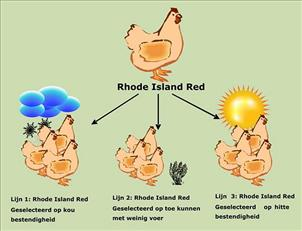 Rhode Island Red
Lijn 1: Rhode Island Red
Geselecteerd op kou
bestendigheid
Lijn 2: Rhode Island Red
Geselecteerd op toe kunnen
met weinig voer
Lijn 3: Rhode Island Red
Geselecteerd op hitte
bestendigheid